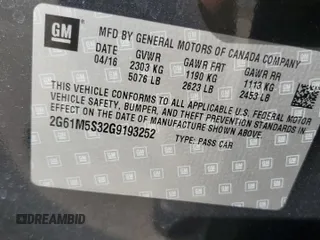 GM
MFD BY GENERAL MOTORS OF CANADA COMPANY
DATE GVWR GAWR FRT GAWR RR
04/16 2303 KG 1190 KG 1113 KG
5076 LB 2623 LB 2453 LB
THIS VEHICLE CONFORMS TO ALL APPLICABLE U.S. FEDERAL
MOTOR VEHICLE SAFETY, BUMPER, AND THEFT PREVENTION STANDARDS
IN EFFECT ON THE DATE OF MANUFACTURE SHOWN ABOVE.
2G61M5S32G9193252
TYPE: PASS CAR
DREAMBID